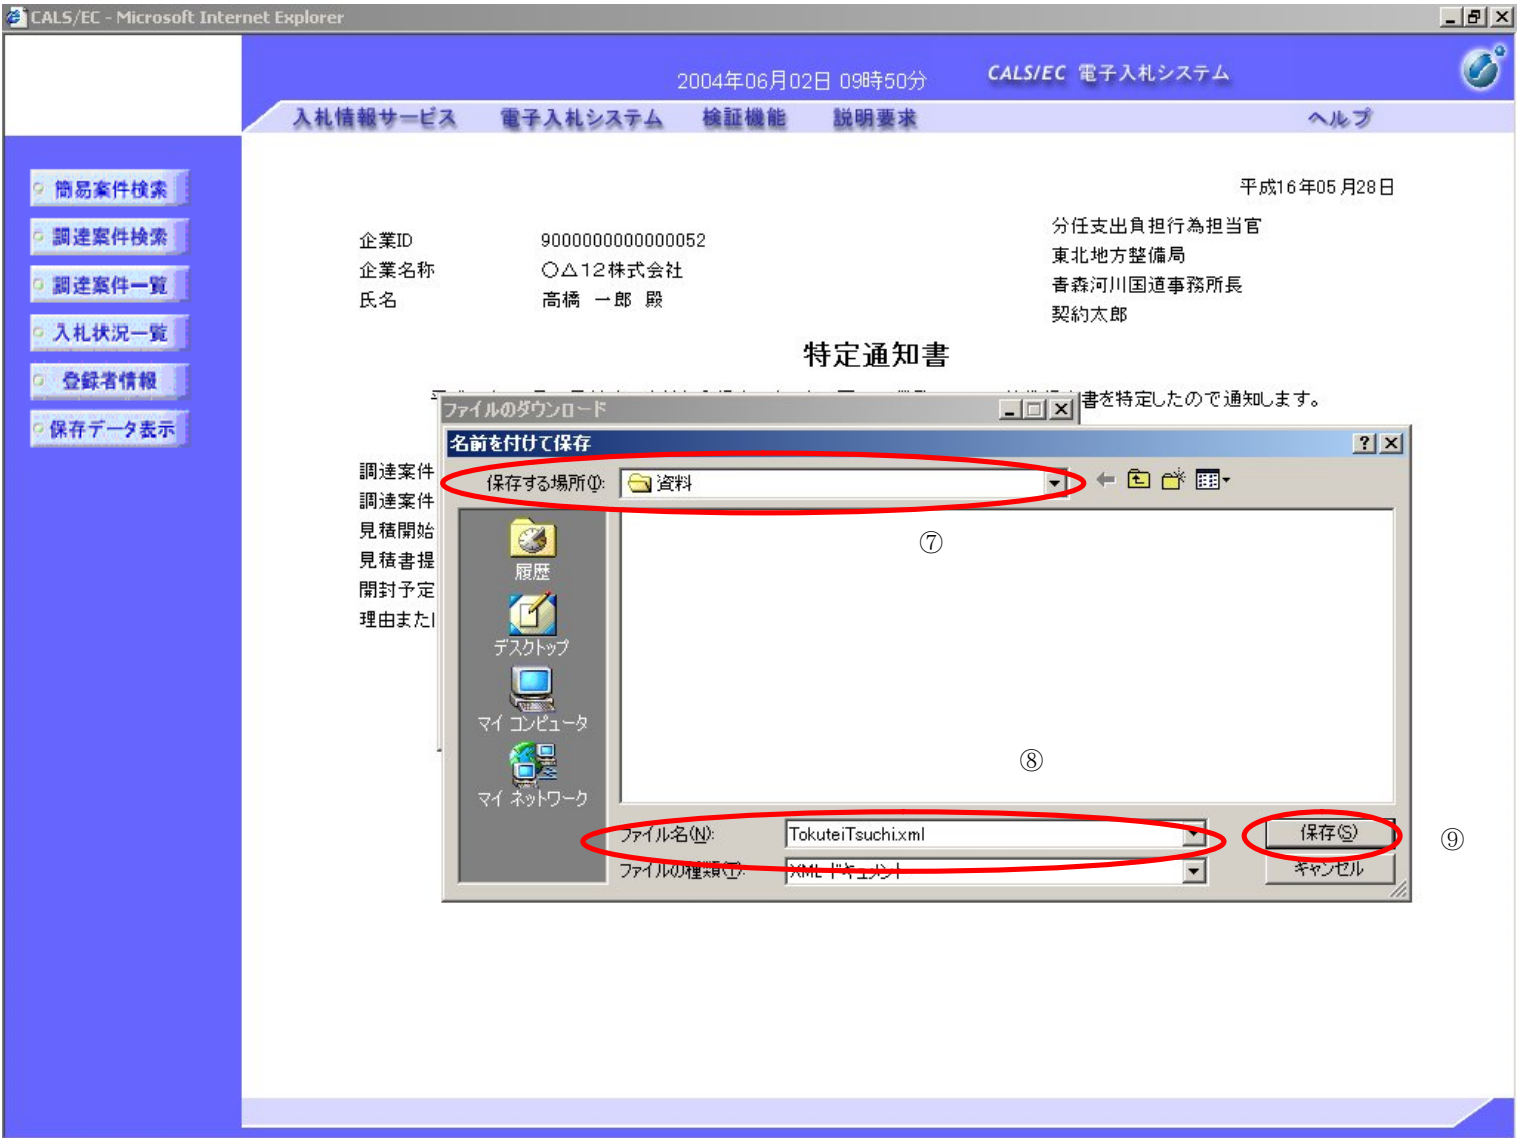 CALS/EC - Microsoft Internet Explorer
2004年06月02日 09時50分
CALS/EC 電子入札システム
入札情報サービス 電子入札システム 検証機能 説明要求 ヘルプ
簡易案件検索
調達案件検索
調達案件一覧
入札状況一覧
登録者情報
保存データ表示
平成16年05月28日
分任支出負担行為担当官
東北地方整備局
青森河川国道事務所長
契約太郎
企業ID 9000000000000052
企業名称 ○△12株式会社
氏名 高橋 一郎 殿
特定通知書
書を特定したので通知します。
調達案件
調達案件
見積開始
見積書提
開封予定
理由また
ファイルのダウンロード
名前を付けて保存
保存する場所(I): 資料
⑦
履歴
デスクトップ
マイ コンピュータ
マイ ネットワーク
⑧
ファイル名(N): TokuteiTsuchi.xml
保存(S)
⑨
ファイルの種類(T): XML ドキュメント
キャンセル